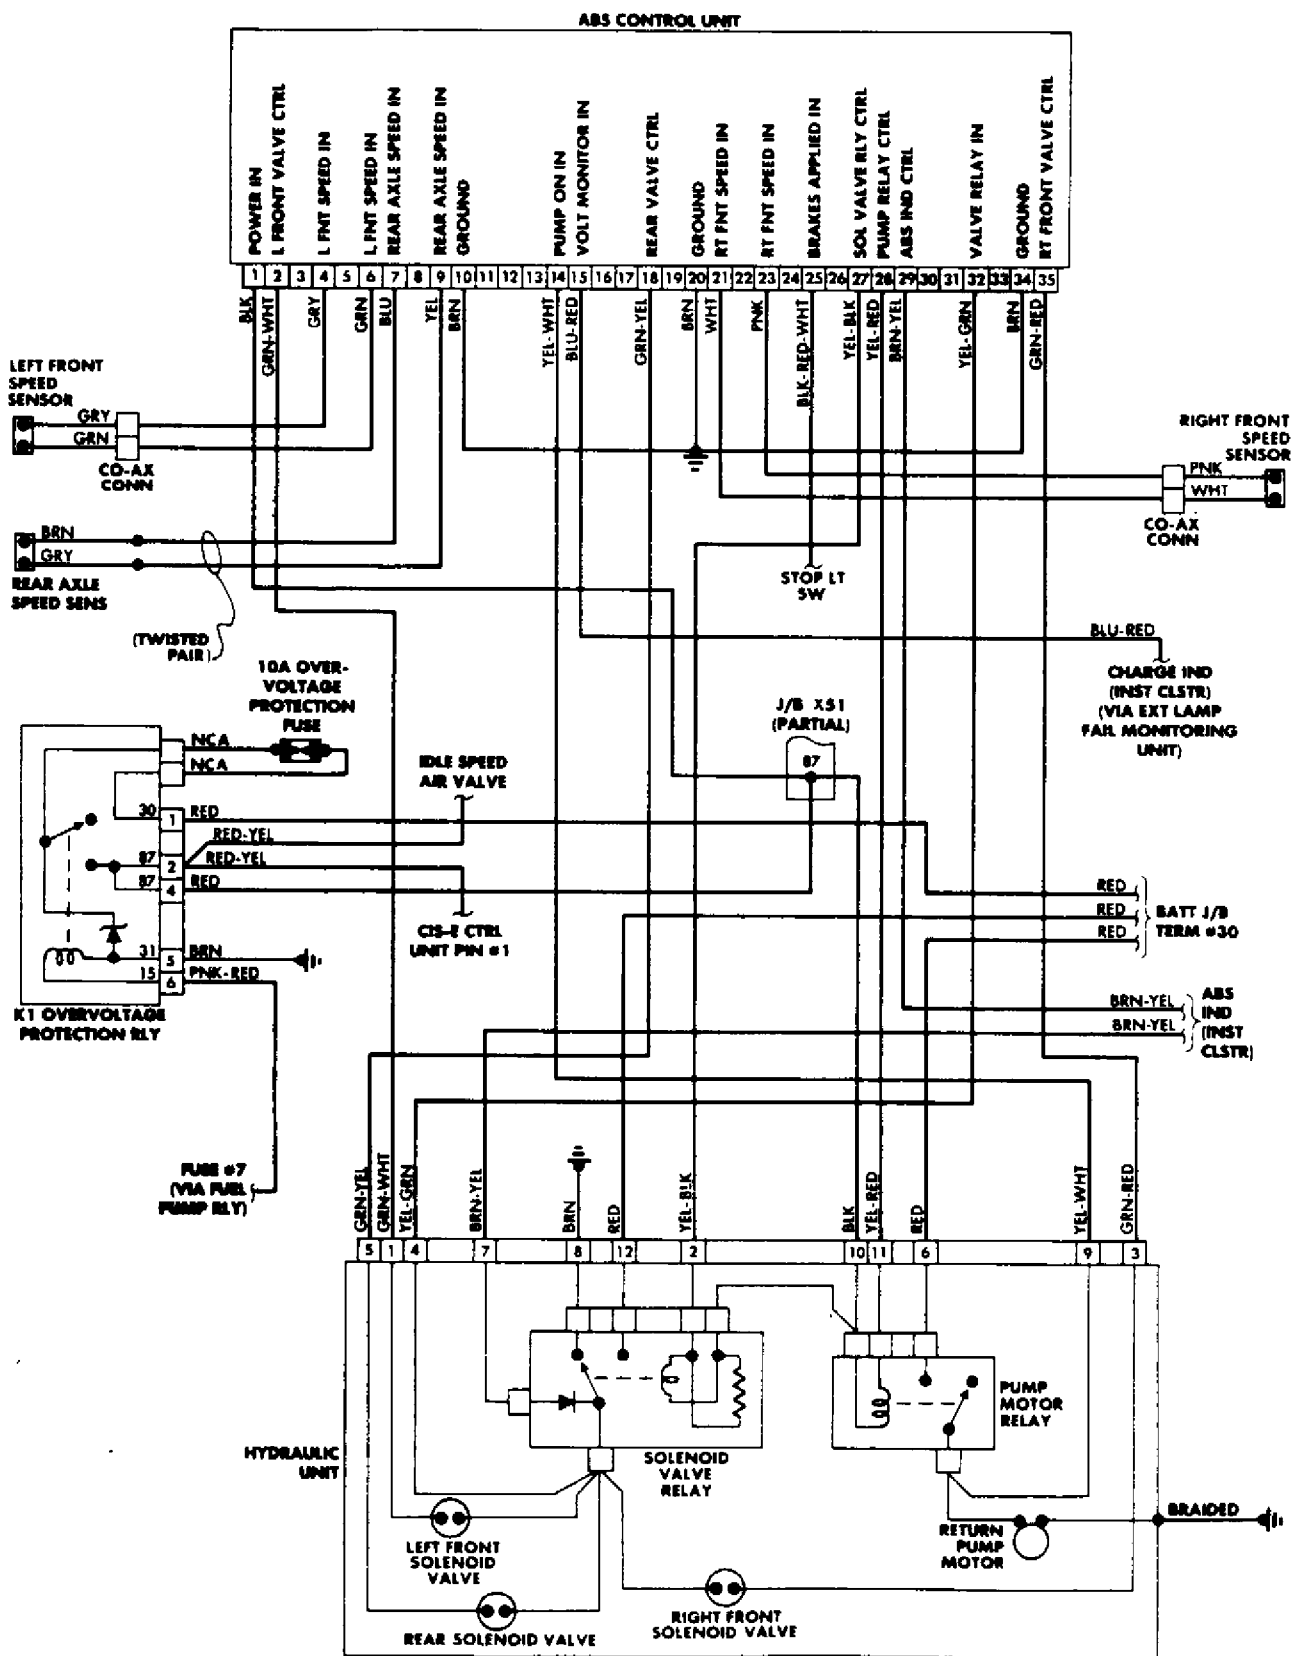 ABS CONTROL UNIT
POWER IN
L FRONT VALVE CTRL
L FNT SPEED IN
L FNT SPEED IN
REAR AXLE SPEED IN
REAR AXLE SPEED IN
GROUND
PUMP ON IN
VOLT MONITOR IN
REAR VALVE CTRL
GROUND
RT FNT SPEED IN
RT FNT SPEED IN
BRAKES APPLIED IN
SOL VALVE RLY CTRL
PUMP RELAY CTRL
ABS IND CTRL
VALVE RELAY IN
GROUND
RT FRONT VALVE CTRL
1 2 3 4 5 6 7 8 9 10 11 12 13 14 15 16 17 18 19 20 21 22 23 24 25 26 27 28 29 30 31 32 33 34 35
BLK
GRN-WHT
GRY
GRN
BLU
YEL
BRN
YEL-WHT
BLU-RED
GRN-YEL
BRN
WHT
PNK
BLK-RED-WHT
YEL-BLK
YEL-RED
BRN-YEL
YEL-GRN
BRN
GRN-RED
LEFT FRONT
SPEED
SENSOR
GRY
GRN
CO-AX
CONN
RIGHT FRONT
SPEED
SENSOR
PNK
WHT
CO-AX
CONN
BRN
GRY
REAR AXLE
SPEED SENS
(TWISTED
PAIR)
STOP LT
SW
BLU-RED
CHARGE IND
(INST CLSTR)
(VIA EXT LAMP
FAIL MONITORING
UNIT)
10A OVER-
VOLTAGE
PROTECTION
FUSE
J/B X51
(PARTIAL)
87
NCA
NCA
IDLE SPEED
AIR VALVE
30 1 RED
RED-YEL
87 2 RED-YEL
87 4 RED
CIS-E CTRL
UNIT PIN #1
31 5 BRN
15 6 PNK-RED
K1 OVERVOLTAGE
PROTECTION RLY
RED
RED
RED
BATT J/B
TERM #30
BRN-YEL
BRN-YEL
ABS
IND
(INST
CLSTR)
FUSE #7
(VIA FUEL
PUMP RLY)
GRN-YEL
GRN-WHT
YEL-GRN
BRN-YEL
BRN
RED
YEL-BLK
BLK
YEL-RED
RED
YEL-WHT
GRN-RED
5 1 4 7 8 12 2 10 11 6 9 3
PUMP
MOTOR
RELAY
HYDRAULIC
UNIT
SOLENOID
VALVE
RELAY
BRAIDED
RETURN
PUMP
MOTOR
LEFT FRONT
SOLENOID
VALVE
RIGHT FRONT
SOLENOID VALVE
REAR SOLENOID VALVE